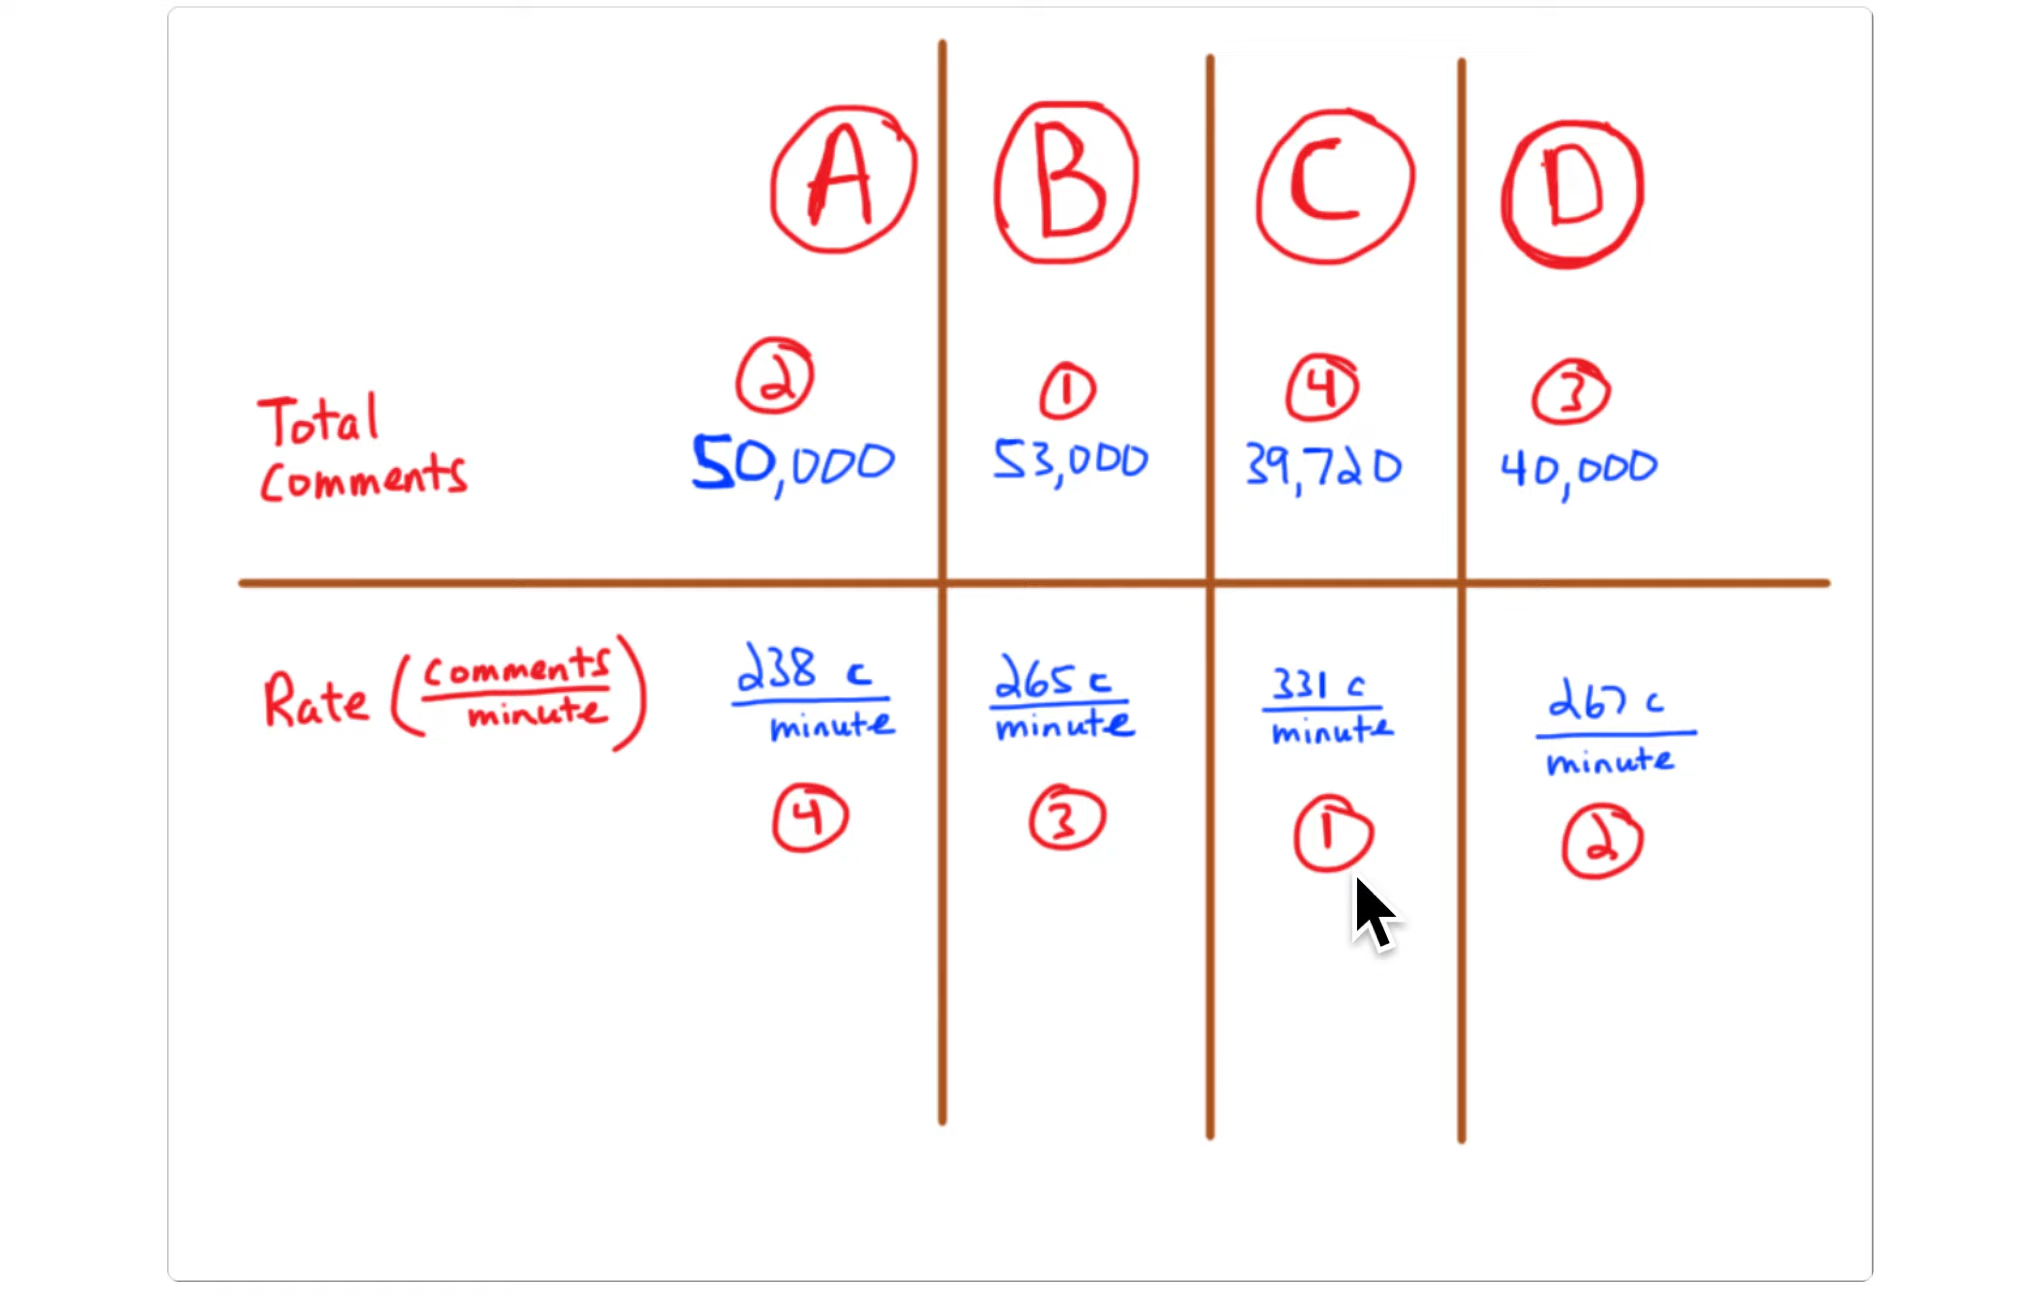 A B C D
2 1 4 3
Total
Comments
50,000 53,000 39,720 40,000
Rate (comments/minute) 238 c/minute 265 c/minute 331 c/minute 267 c/minute
4 3 1 2